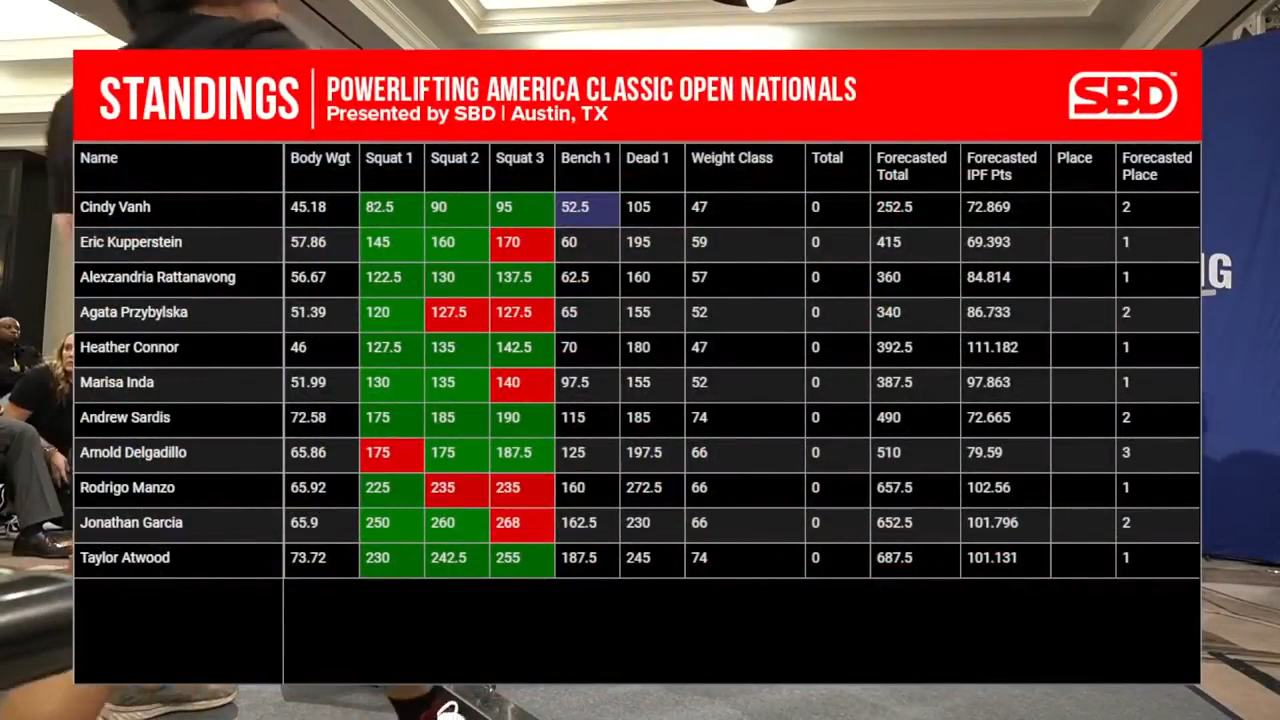 STANDINGS
POWERLIFTING AMERICA CLASSIC OPEN NATIONALS
Presented by SBD | Austin, TX
SBD™
Name Body Wgt Squat 1 Squat 2 Squat 3 Bench 1 Dead 1 Weight Class Total Forecasted Total Forecasted IPF Pts Place Forecasted Place
Cindy Vanh 45.18 82.5 90 95 52.5 105 47 0 252.5 72.869 2
Eric Kupperstein 57.86 145 160 170 60 195 59 0 415 69.393 1
Alexzandria Rattanavong 56.67 122.5 130 137.5 62.5 160 57 0 360 84.814 1
Agata Przybylska 51.39 120 127.5 127.5 65 155 52 0 340 86.733 2
Heather Connor 46 127.5 135 142.5 70 180 47 0 392.5 111.182 1
Marisa Inda 51.99 130 135 140 97.5 155 52 0 387.5 97.863 1
Andrew Sardis 72.58 175 185 190 115 185 74 0 490 72.665 2
Arnold Delgadillo 65.86 175 175 187.5 125 197.5 66 0 510 79.59 3
Rodrigo Manzo 65.92 225 235 235 160 272.5 66 0 657.5 102.56 1
Jonathan Garcia 65.9 250 260 268 162.5 230 66 0 652.5 101.796 2
Taylor Atwood 73.72 230 242.5 255 187.5 245 74 0 687.5 101.131 1